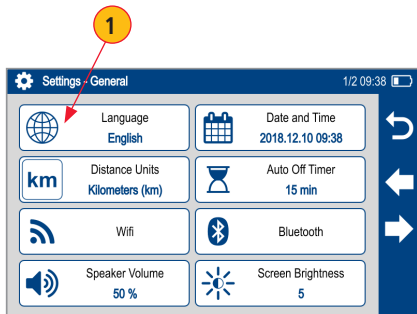 1
Settings - General
1/2 09:38
Language
English
Date and Time
2018.12.10 09:38
km
Distance Units
Kilometers (km)
Auto Off Timer
15 min
Wifi
Bluetooth
Speaker Volume
50 %
Screen Brightness
5